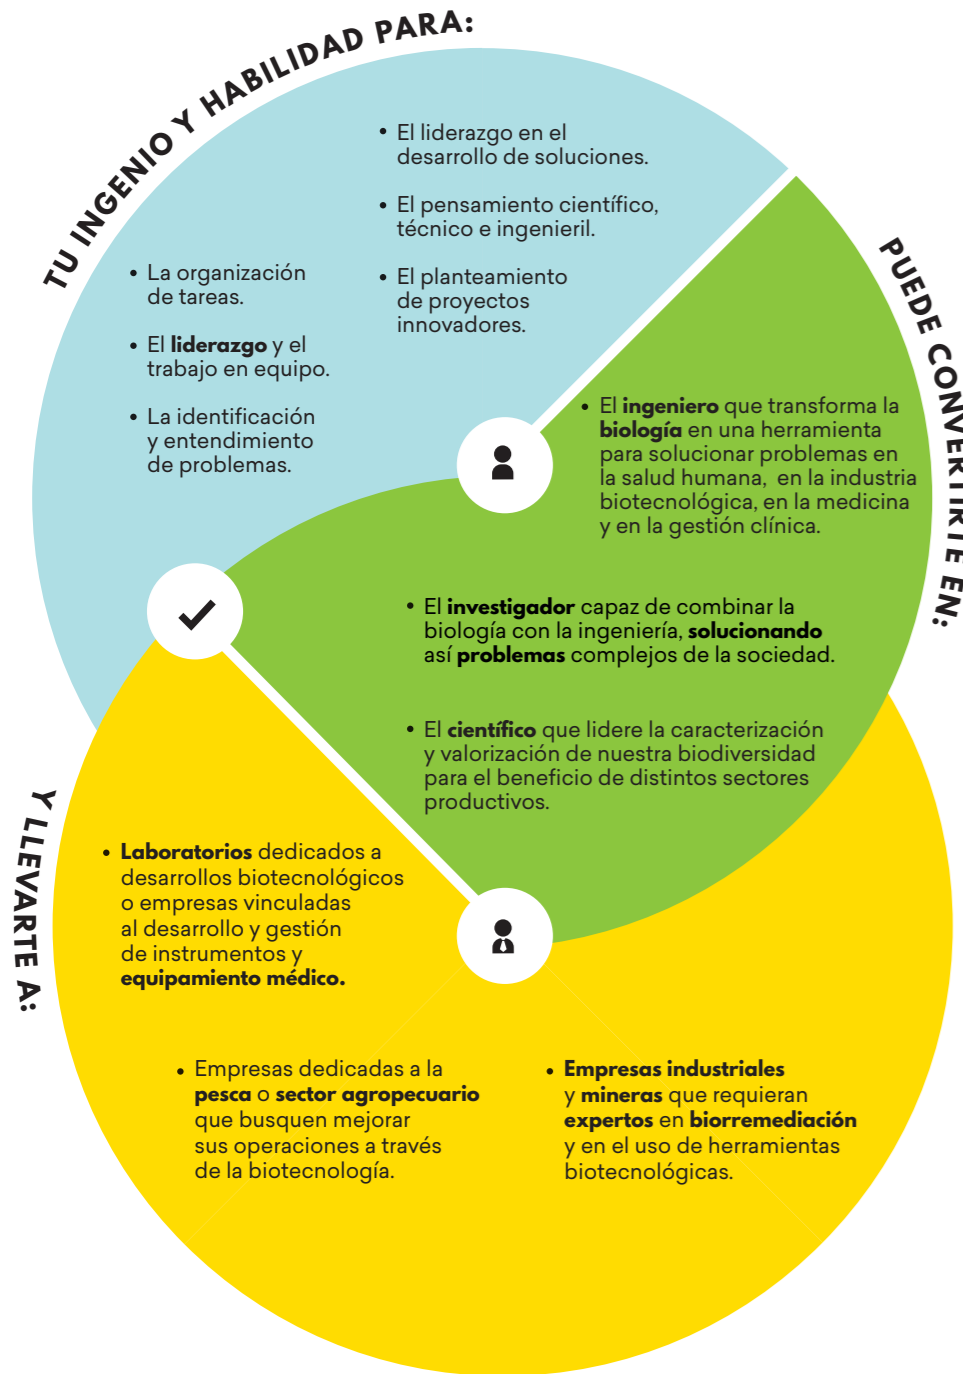 TU INGENIO Y HABILIDAD PARA:
• El liderazgo en el
desarrollo de soluciones.
• El pensamiento científico,
técnico e ingenieril.
• El planteamiento
de proyectos
innovadores.
• La organización
de tareas.
• El liderazgo y el
trabajo en equipo.
• La identificación
y entendimiento
de problemas.
PUEDE CONVERTIRTE EN:
• El ingeniero que transforma la
biología en una herramienta
para solucionar problemas en
la salud humana, en la industria
biotecnológica, en la medicina
y en la gestión clínica.
• El investigador capaz de combinar la
biología con la ingeniería, solucionando
así problemas complejos de la sociedad.
• El científico que lidere la caracterización
y valorización de nuestra biodiversidad
para el beneficio de distintos sectores
productivos.
Y LLEVARTE A:
• Laboratorios dedicados a
desarrollos biotecnológicos
o empresas vinculadas
al desarrollo y gestión
de instrumentos y
equipamiento médico.
• Empresas dedicadas a la
pesca o sector agropecuario
que busquen mejorar
sus operaciones a través
de la biotecnología.
• Empresas industriales
y mineras que requieran
expertos en biorremediación
y en el uso de herramientas
biotecnológicas.